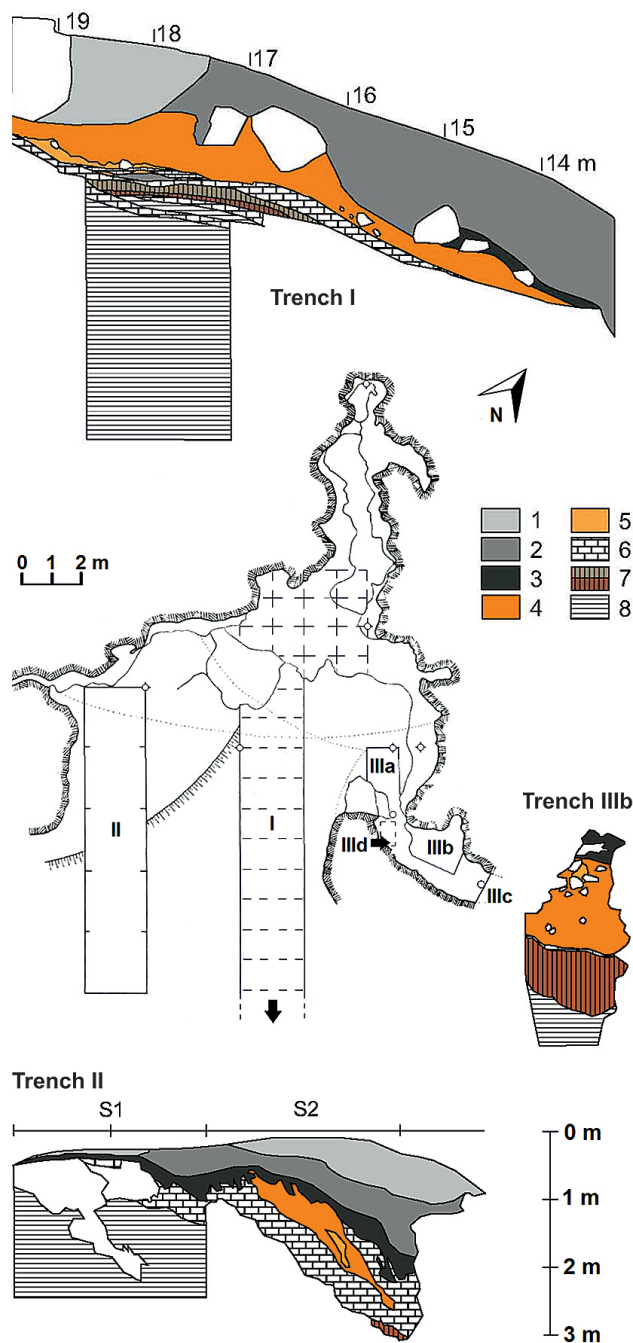 19
18
17
16
15
14 m
Trench I
N
0 1 2 m
1 5
2 6
3 7
4 8
IIIa
Trench IIIb
II
I
IIId
IIIb
IIIc
Trench II
S1 S2
0 m
1 m
2 m
3 m